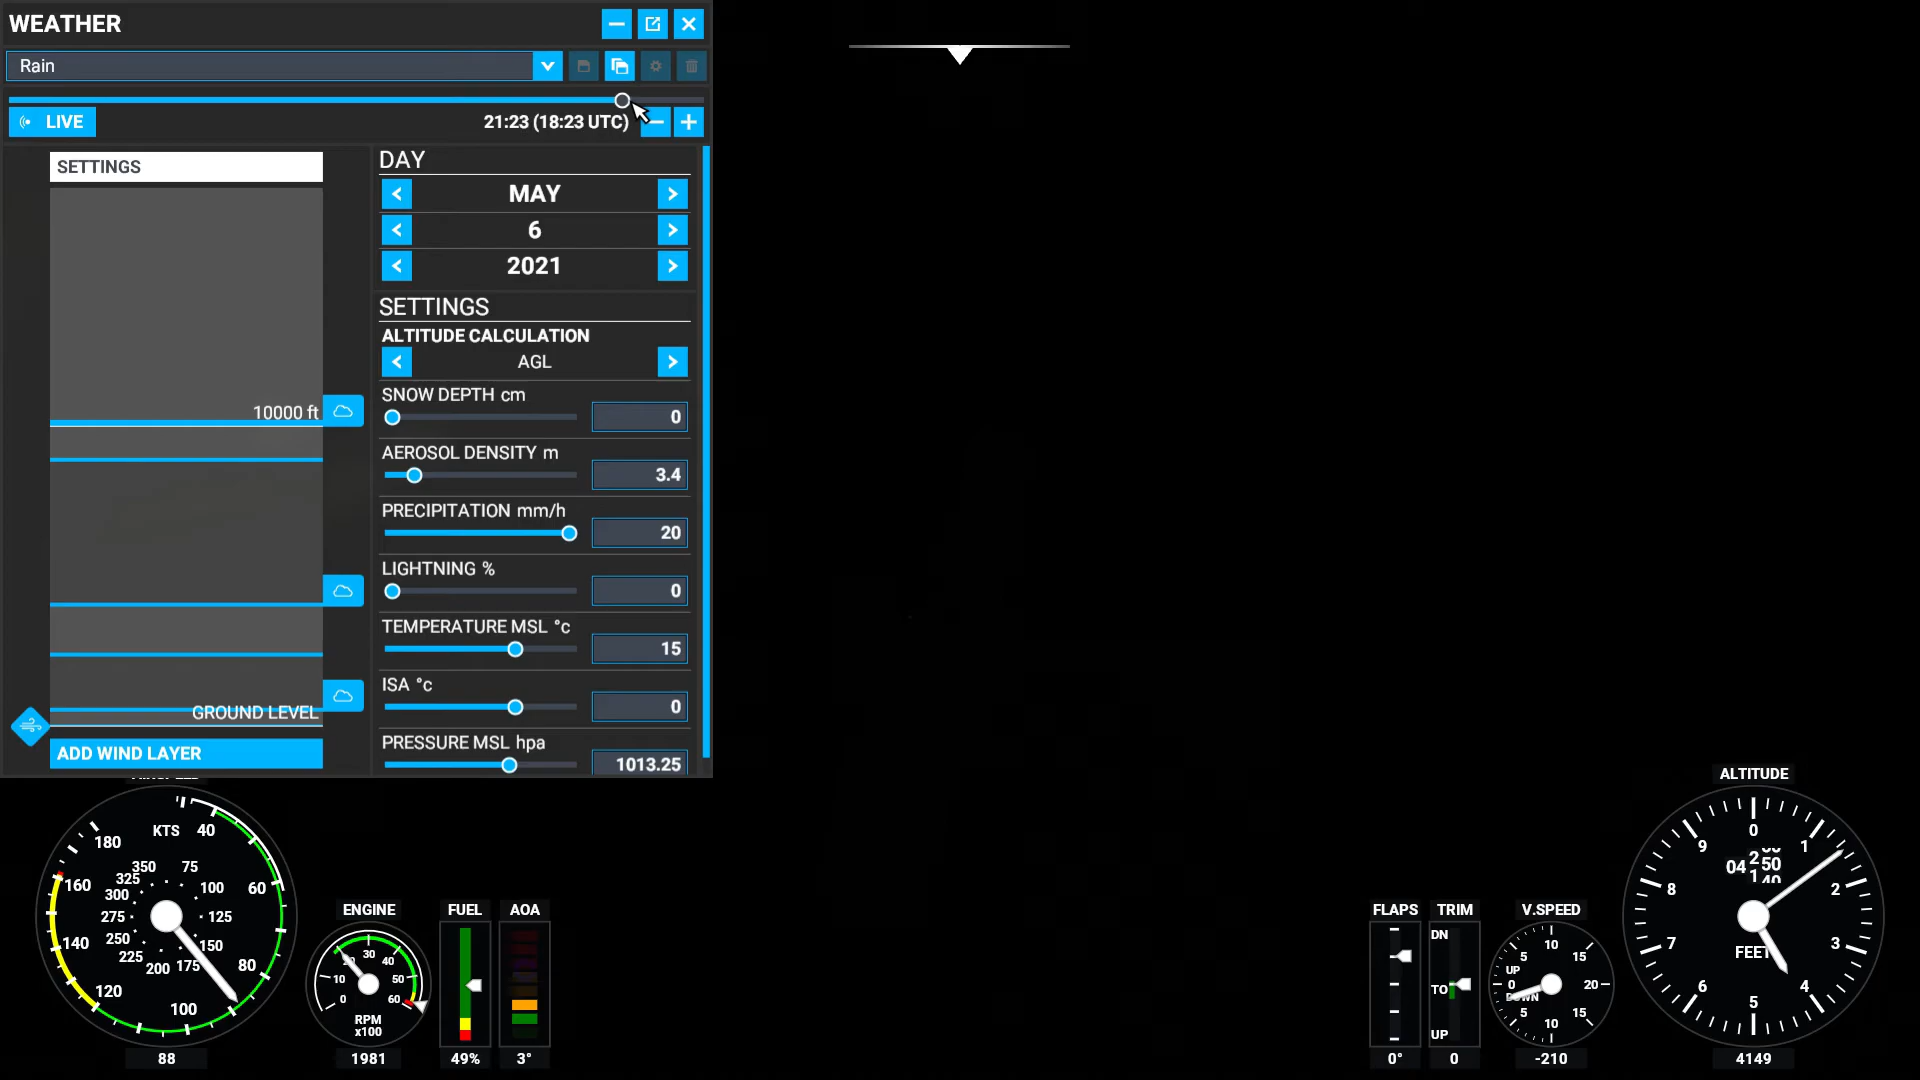 WEATHER
Rain
LIVE
21:23 (18:23 UTC)
SETTINGS
10000 ft
GROUND LEVEL
ADD WIND LAYER
DAY
MAY
6
2021
SETTINGS
ALTITUDE CALCULATION
AGL
SNOW DEPTH cm
0
AEROSOL DENSITY m
3.4
PRECIPITATION mm/h
20
LIGHTNING %
0
TEMPERATURE MSL °c
15
ISA °c
0
PRESSURE MSL hpa
1013.25
KTS
40
60
80
100
120
140
160
180
75
100
125
150
175
200
225
250
275
300
325
350
88
ENGINE
0
10
30
40
50
60
RPM
x100
1981
FUEL
49%
AOA
3°
FLAPS
0°
TRIM
DN
TO
UP
0
V.SPEED
10
5
15
UP
0
20
DOWN
5
15
10
-210
ALTITUDE
0
1
2
3
4
5
6
7
8
9
04
2
50
1
40
FEET
4149